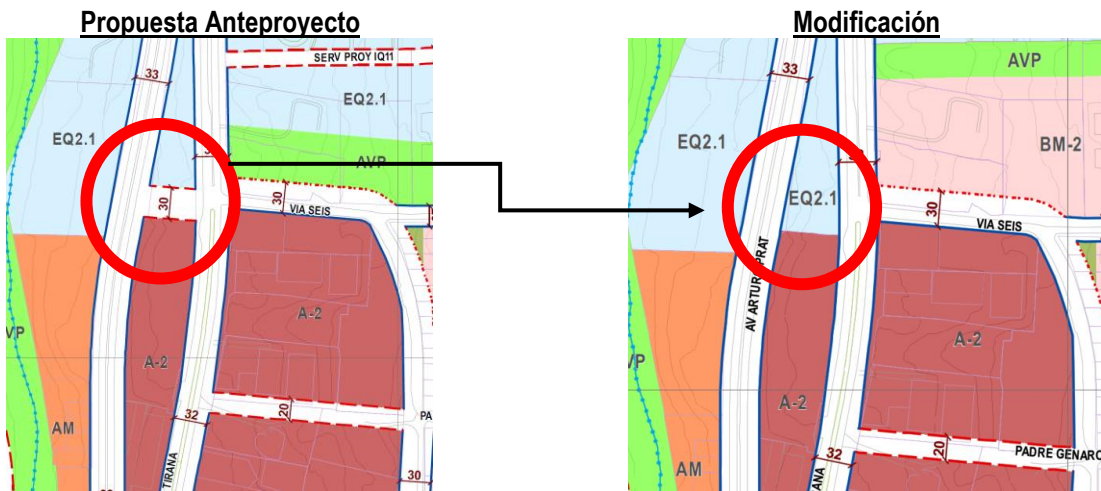 Propuesta Anteproyecto
Modificación
33
SERV PROY IQ11
EQ2.1
EQ2.1
AVP
30
30
VIA SEIS
A-2
A-2
VP
AM
32
20
PA
TIRANA
30
33
AVP
EQ2.1
BM-2
EQ2.1
30
VIA SEIS
AV ARTURO PRAT
A-2
A-2
VP
AM
32
20
PADRE GENARO
ANA